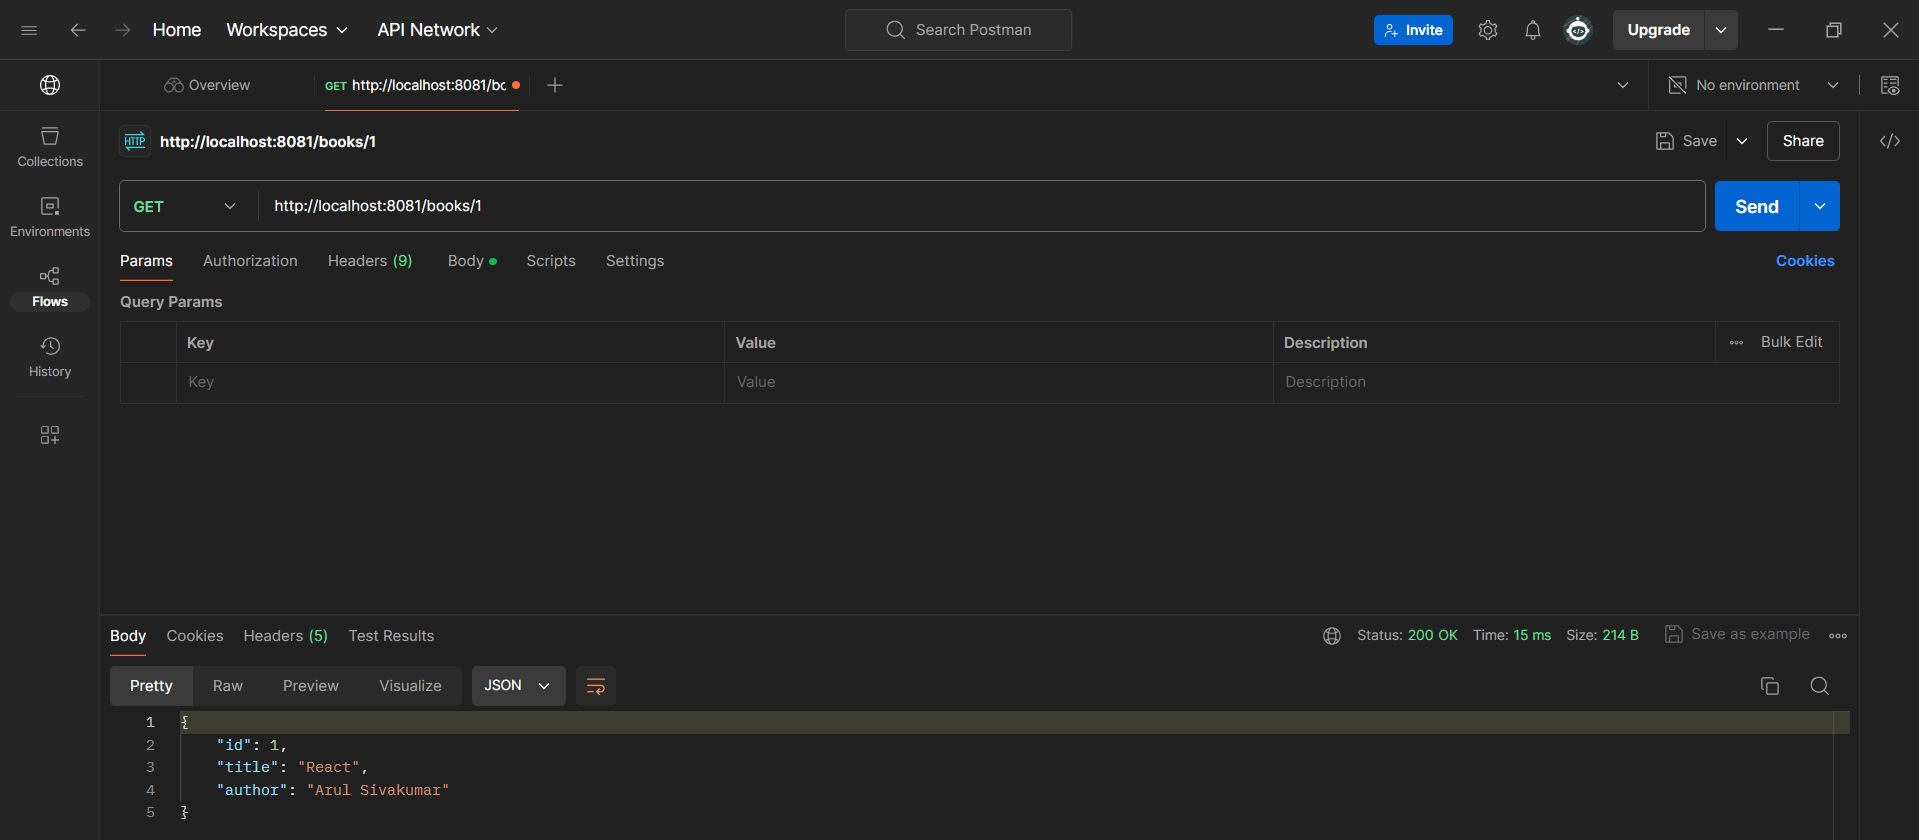 Home Workspaces API Network Search Postman Invite Upgrade
Overview GET http://localhost:8081/bc No environment
HTTP http://localhost:8081/books/1 Save Share
Collections
GET http://localhost:8081/books/1 Send
Environments
Params Authorization Headers (9) Body Scripts Settings Cookies
Flows
Query Params
Key Value Description Bulk Edit
History
Key Value Description
Body Cookies Headers (5) Test Results Status: 200 OK Time: 15 ms Size: 214 B Save as example
Pretty Raw Preview Visualize JSON
1 {
2 "id": 1,
3 "title": "React",
4 "author": "Arul Sivakumar"
5 }